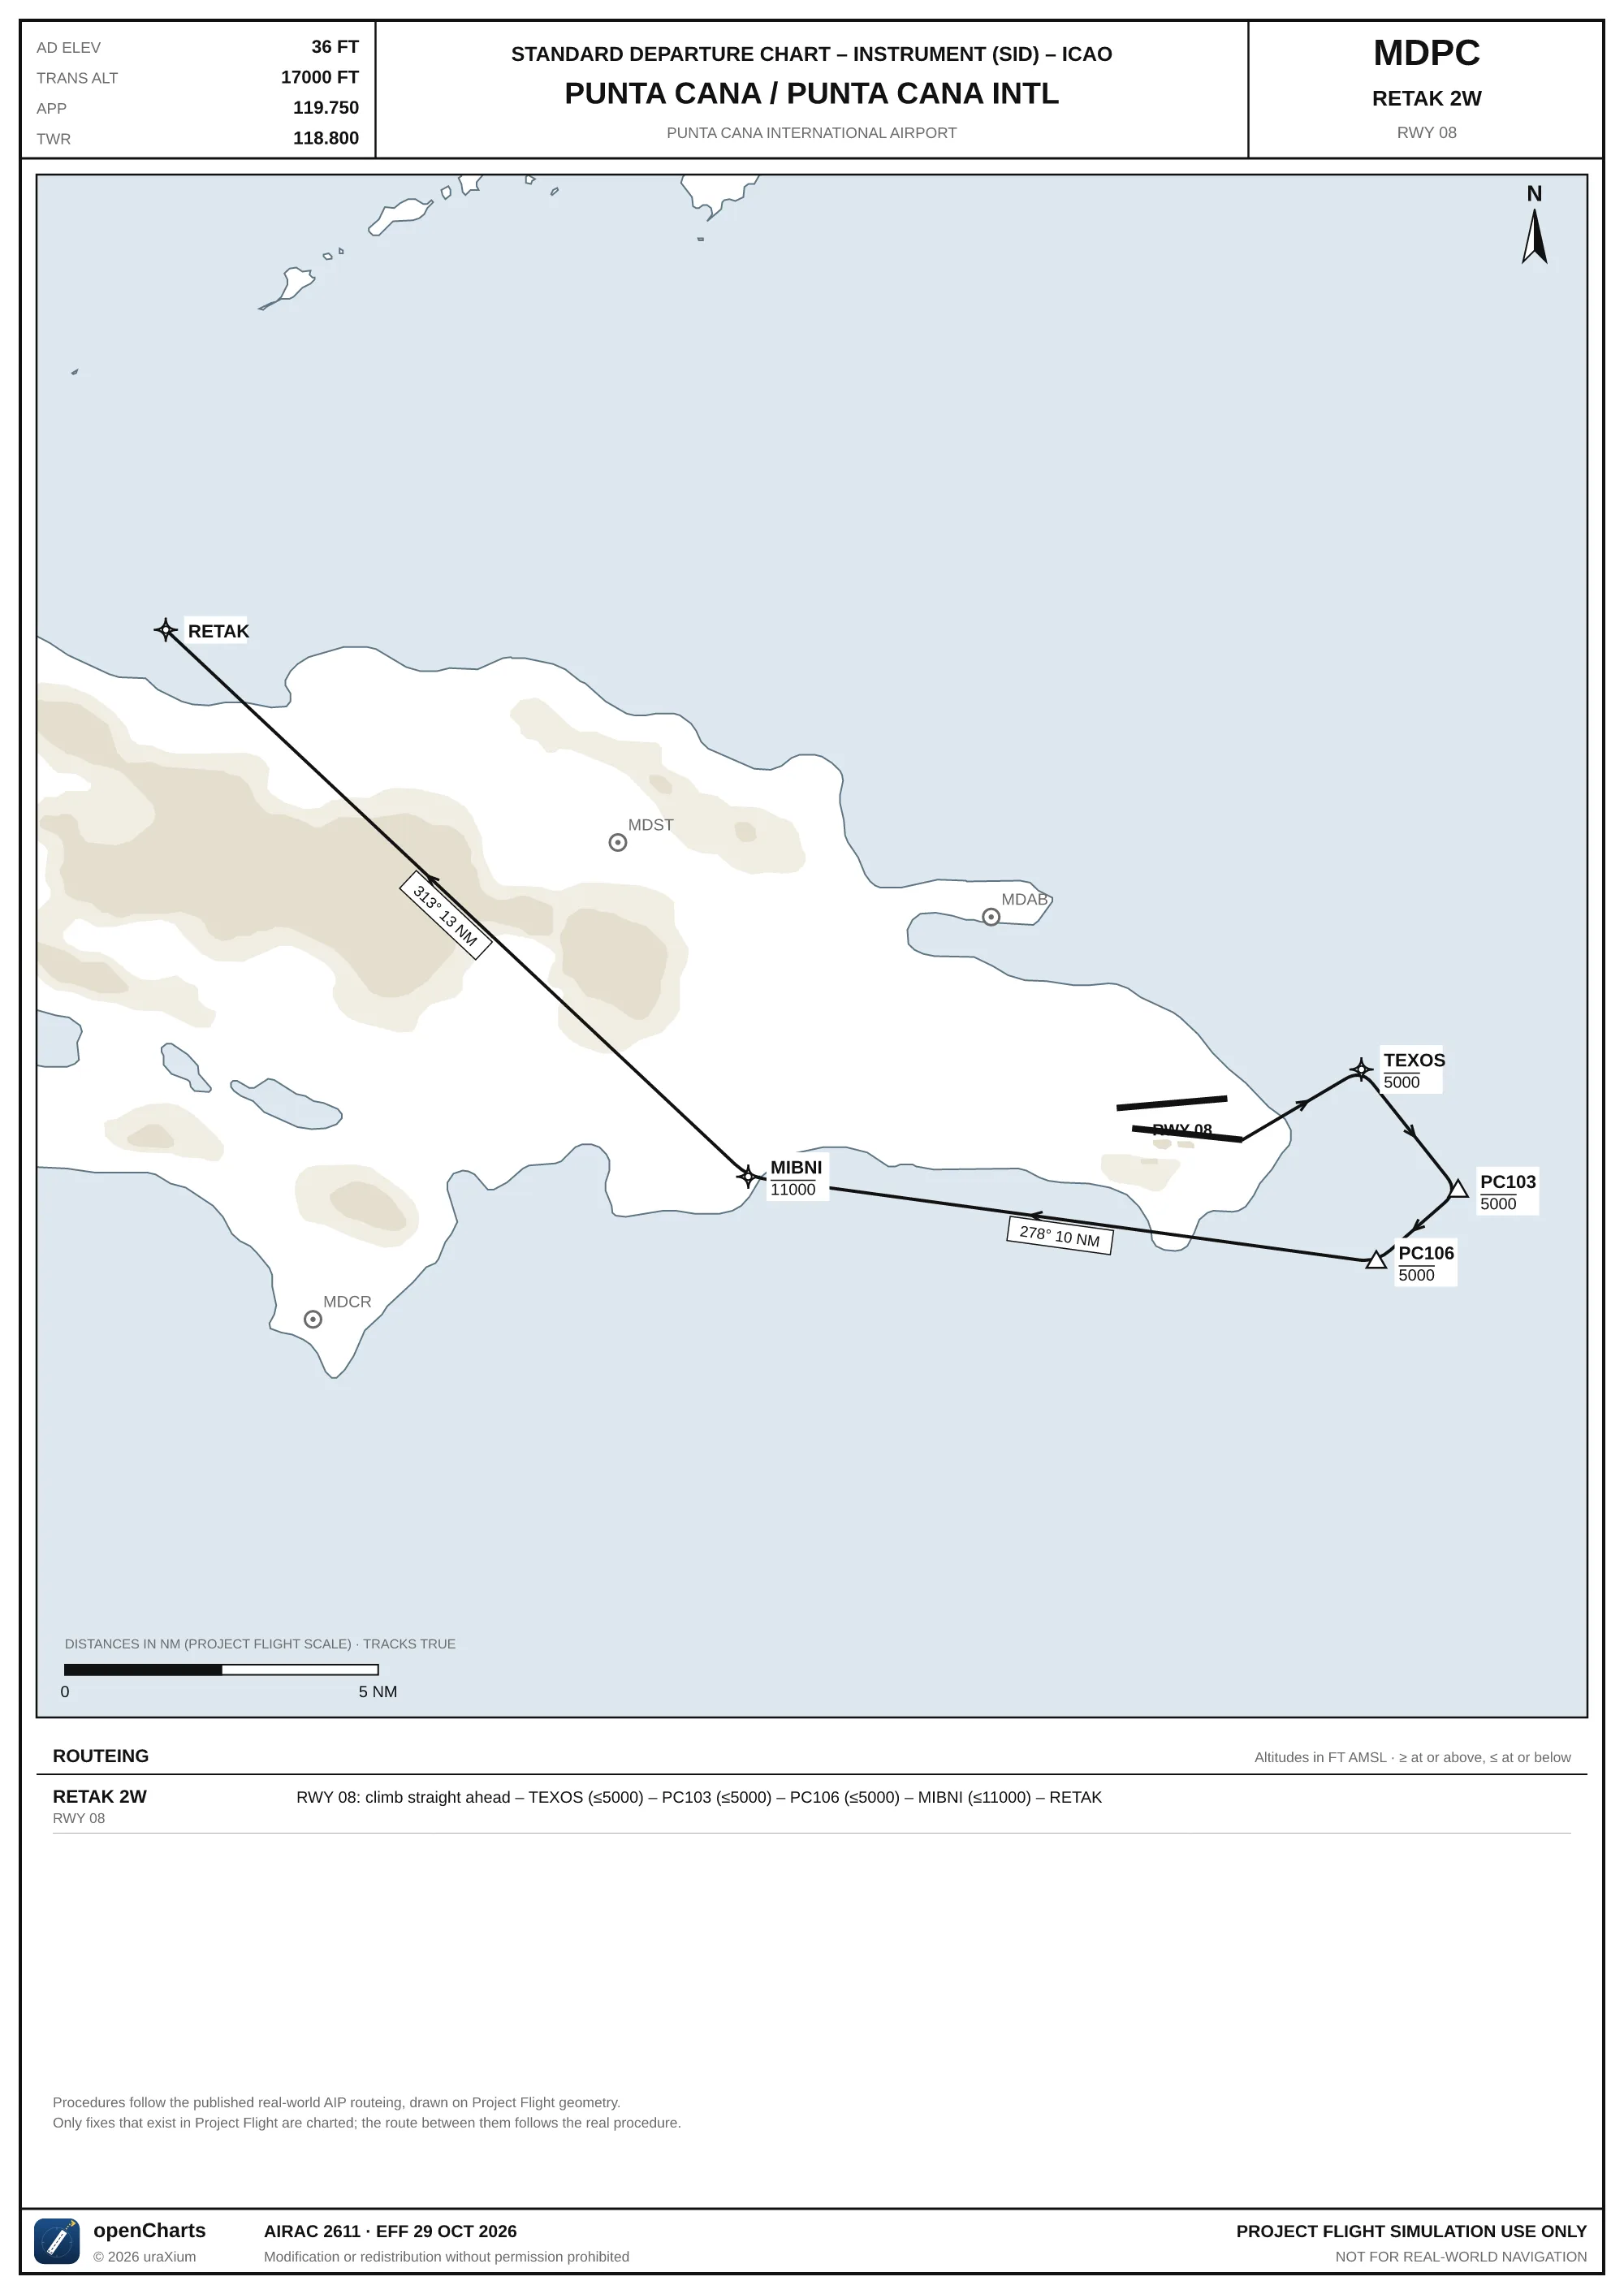 AD ELEV 36 FT
TRANS ALT 17000 FT
APP 119.750
TWR 118.800
STANDARD DEPARTURE CHART – INSTRUMENT (SID) – ICAO
PUNTA CANA / PUNTA CANA INTL
PUNTA CANA INTERNATIONAL AIRPORT
MDPC
RETAK 2W
RWY 08
N
RETAK
MDST
MDAB
313° 13 NM
TEXOS
5000
RWY 08
MIBNI
11000
PC103
5000
278° 10 NM
PC106
5000
MDCR
DISTANCES IN NM (PROJECT FLIGHT SCALE) · TRACKS TRUE
0 5 NM
ROUTEING
Altitudes in FT AMSL · ≥ at or above, ≤ at or below
RETAK 2W
RWY 08: climb straight ahead – TEXOS (≤5000) – PC103 (≤5000) – PC106 (≤5000) – MIBNI (≤11000) – RETAK
RWY 08
Procedures follow the published real-world AIP routeing, drawn on Project Flight geometry.
Only fixes that exist in Project Flight are charted; the route between them follows the real procedure.
openCharts
© 2026 uraXium
AIRAC 2611 · EFF 29 OCT 2026
Modification or redistribution without permission prohibited
PROJECT FLIGHT SIMULATION USE ONLY
NOT FOR REAL-WORLD NAVIGATION